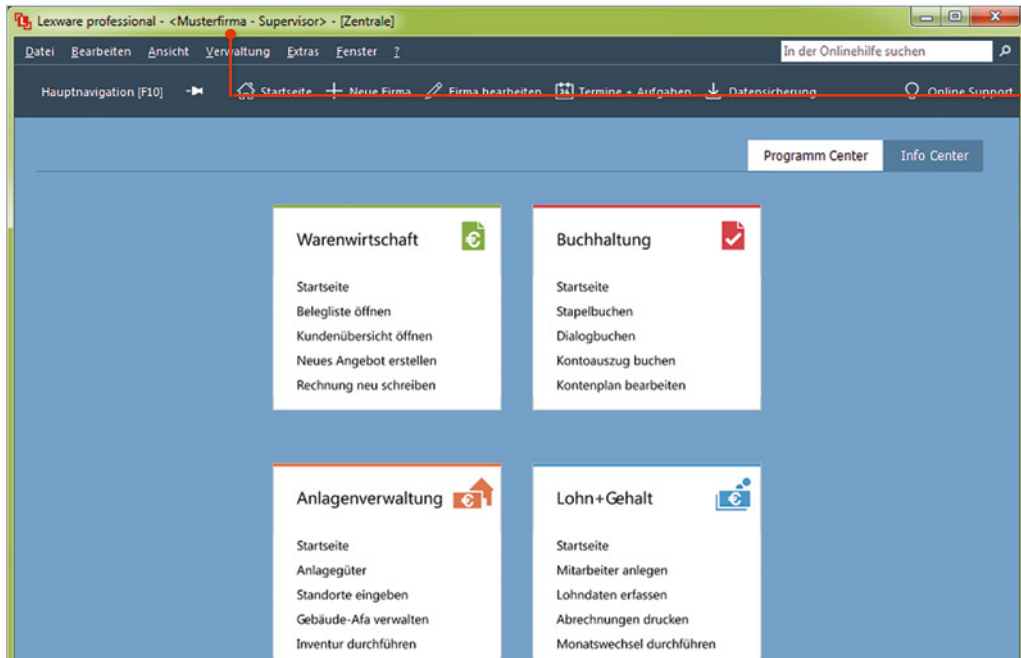 Lexware professional - <Musterfirma - Supervisor> - [Zentrale]
Datei Bearbeiten Ansicht Verwaltung Extras Fenster ? In der Onlinehilfe suchen
Hauptnavigation [F10] Startseite Neue Firma Firma bearbeiten 24 Termine + Aufgaben Datensicherung Online Support
Programm Center Info Center
Warenwirtschaft
Startseite
Belegliste öffnen
Kundenübersicht öffnen
Neues Angebot erstellen
Rechnung neu schreiben
Buchhaltung
Startseite
Stapelbuchen
Dialogbuchen
Kontoauszug buchen
Kontenplan bearbeiten
Anlagenverwaltung
Startseite
Anlagegüter
Standorte eingeben
Gebäude-Afa verwalten
Inventur durchführen
Lohn+Gehalt
Startseite
Mitarbeiter anlegen
Lohndaten erfassen
Abrechnungen drucken
Monatswechsel durchführen